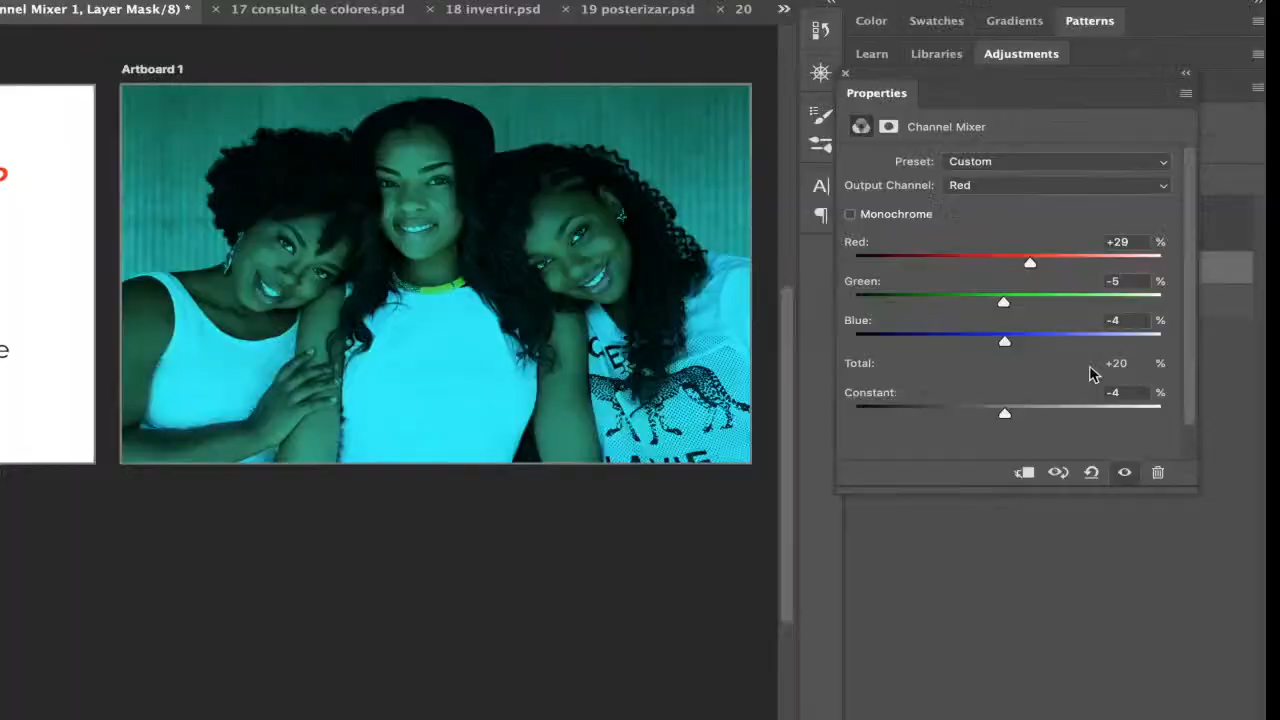 nnel Mixer 1, Layer Mask/8) * × 17 consulta de colores.psd × 18 invertir.psd × 19 posterizar.psd × 20 »
Color Swatches Gradients Patterns
Learn Libraries Adjustments
Artboard 1
Properties
Channel Mixer
Preset: Custom
Output Channel: Red
Monochrome
Red: +29 %
Green: -5 %
Blue: -4 %
Total: +20 %
Constant: -4 %
e